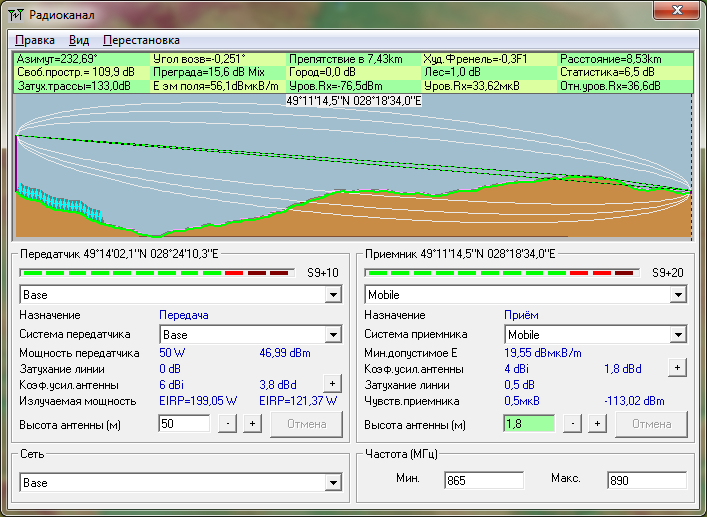 Радиоканал
Правка Вид Перестановка
Азимут=232,69° Угол возв=-0,251° Препятствие в 7,43km Худ.Френель=-0,3F1 Расстояние=8,53km
Своб.простр.= 109,9 dB Преграда=15,6 dB Mix Город=0,0 dB Лес=1,0 dB Статистика=6,5 dB
Затух.трассы=133,0dB E эм поля=56,1dBмкВ/m Уров.Rx=-76,5dBm Уров.Rx=33,62мкВ Отн.уров.Rx=36,6dB
49°11'14,5''N 028°18'34,0''E
Передатчик 49°14'02,1''N 028°24'10,3''E Приемник 49°11'14,5''N 028°18'34,0''E
S9+10 S9+20
Base Mobile
Назначение Передача Назначение Приём
Система передатчика Base Система приемника Mobile
Мощность передатчика 50 W 46,99 dBm Мин.допустимое E 19,55 dBмкВ/m
Затухание линии 0 dB Коэф.усил.антенны 4 dBi 1,8 dBd +
Коэф.усил.антенны 6 dBi 3,8 dBd + Затухание линии 0,5 dB
Излучаемая мощность EIRP=199,05 W EIRP=121,37 W Чувств.приемника 0,5мкВ -113,02 dBm
Высота антенны (м) 50 - + Отмена Высота антенны (м) 1,8 - + Отмена
Сеть Частота (МГц)
Base Мин. 865 Макс. 890